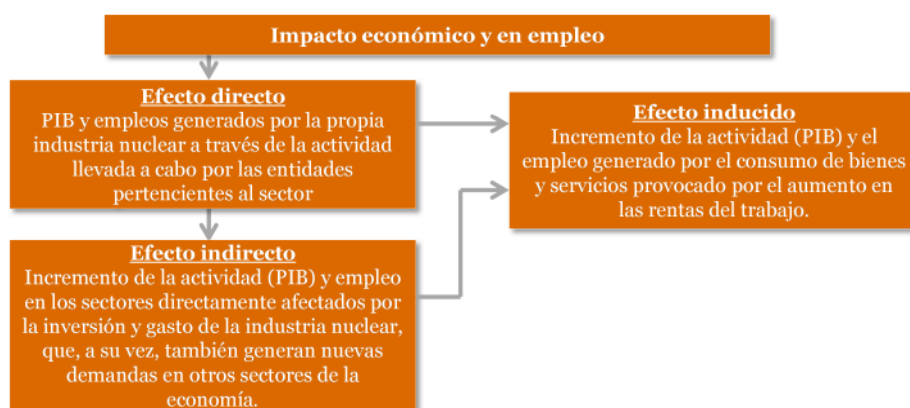 Impacto económico y en empleo
Efecto directo
PIB y empleos generados por la propia
industria nuclear a través de la actividad
llevada a cabo por las entidades
pertencientes al sector
Efecto inducido
Incremento de la actividad (PIB) y el
empleo generado por el consumo de bienes
y servicios provocado por el aumento en
las rentas del trabajo.
Efecto indirecto
Incremento de la actividad (PIB) y empleo
en los sectores directamente afectados por
la inversión y gasto de la industria nuclear,
que, a su vez, también generan nuevas
demandas en otros sectores de la
economía.